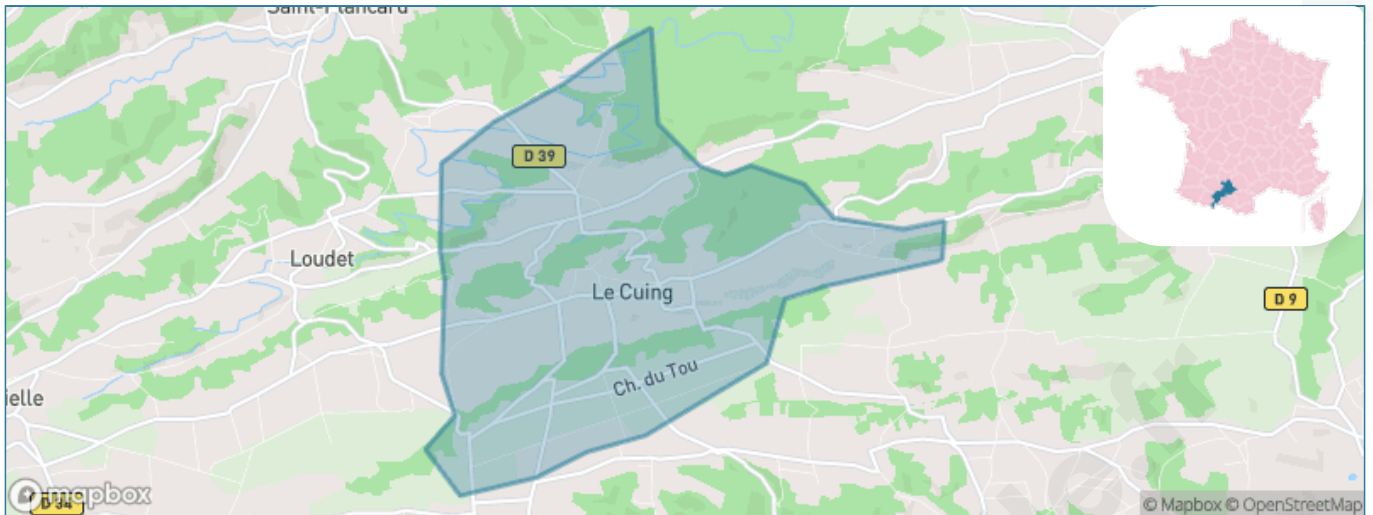 Saint-Plancard
D 39
Loudet
Le Cuing
D 9
Ch. du Tou
ielle
mapbox
D 34
© Mapbox © OpenStreetMap